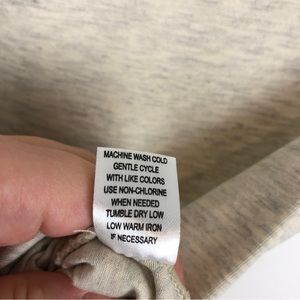 MACHINE WASH COLD
GENTLE CYCLE
WITH LIKE COLORS
USE NON-CHLORINE
WHEN NEEDED
TUMBLE DRY LOW
LOW WARM IRON
IF NECESSARY